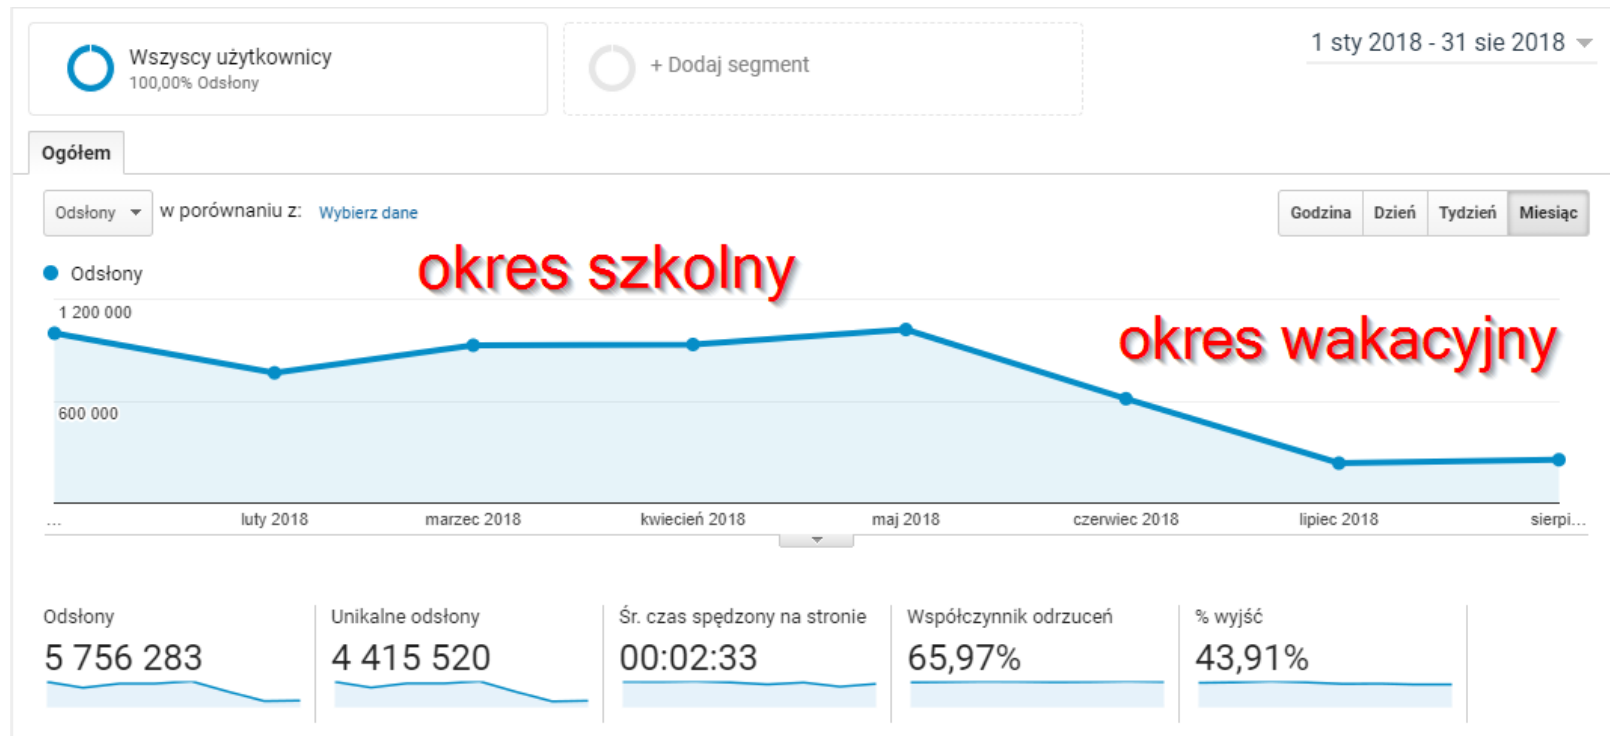 Wszyscy użytkownicy
100,00% Odsłony
+ Dodaj segment
1 sty 2018 - 31 sie 2018
Ogółem
Odsłony
w porównaniu z:
Wybierz dane
Godzina
Dzień
Tydzień
Miesiąc
Odsłony
okres szkolny
okres wakacyjny
1 200 000
600 000
...
luty 2018
marzec 2018
kwiecień 2018
maj 2018
czerwiec 2018
lipiec 2018
sierpi...
Odsłony
5 756 283
Unikalne odsłony
4 415 520
Śr. czas spędzony na stronie
00:02:33
Współczynnik odrzuceń
65,97%
% wyjść
43,91%